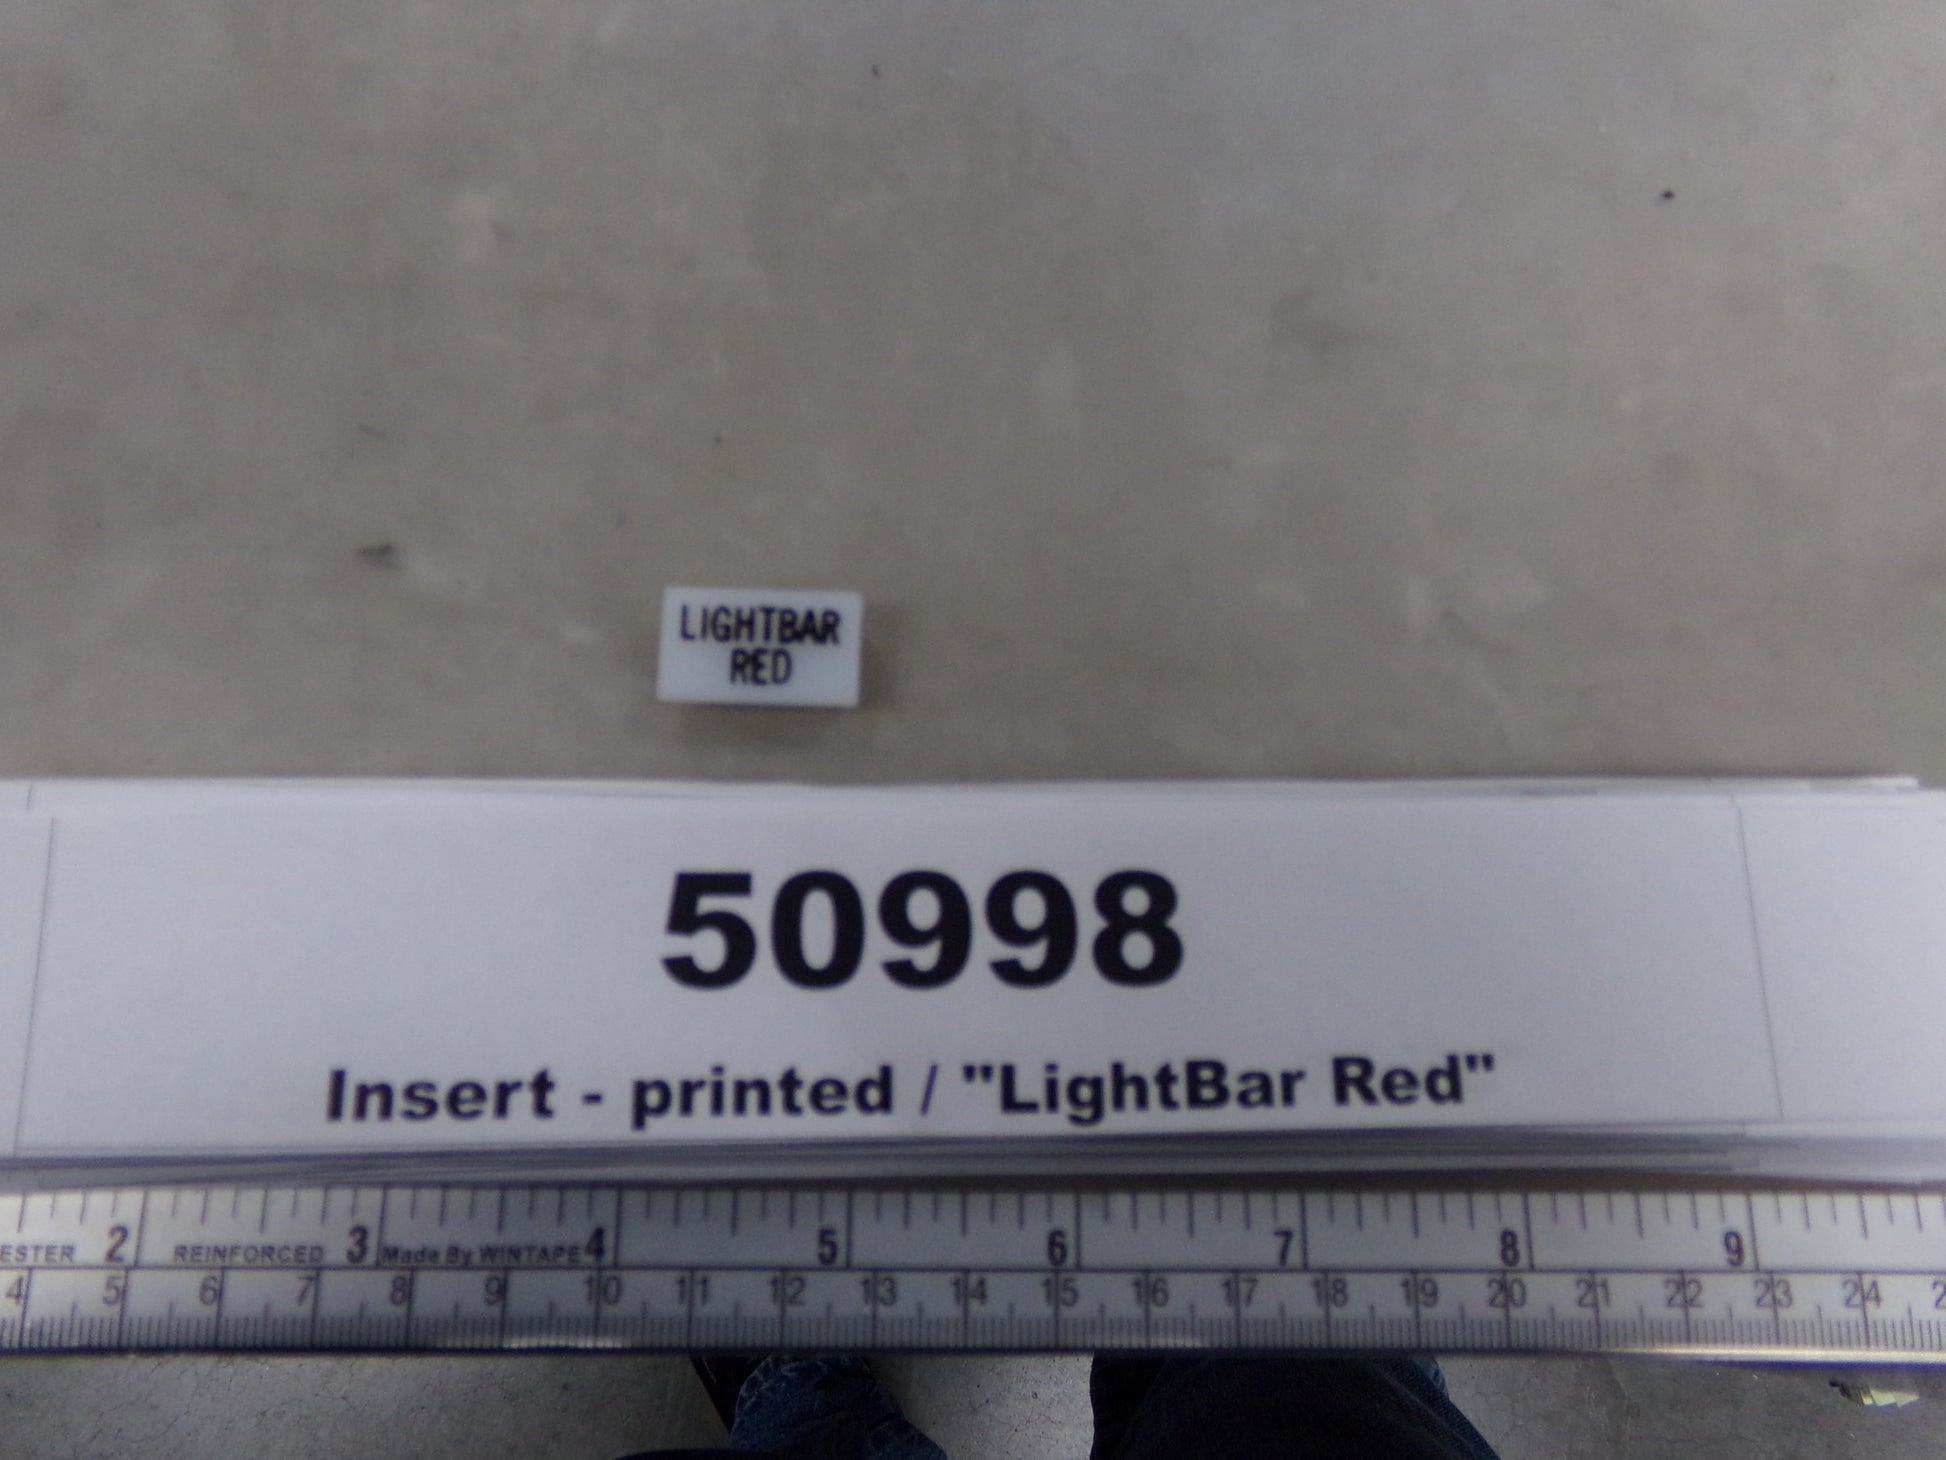 LIGHTBAR
RED
50998
Insert - printed / "LightBar Red"
ESTER 2 REINFORCED 3 Made By WINTAPE 4 5 6 7 8 9
4 5 6 7 8 9 10 11 12 13 14 15 16 17 18 19 20 21 22 23 24 2